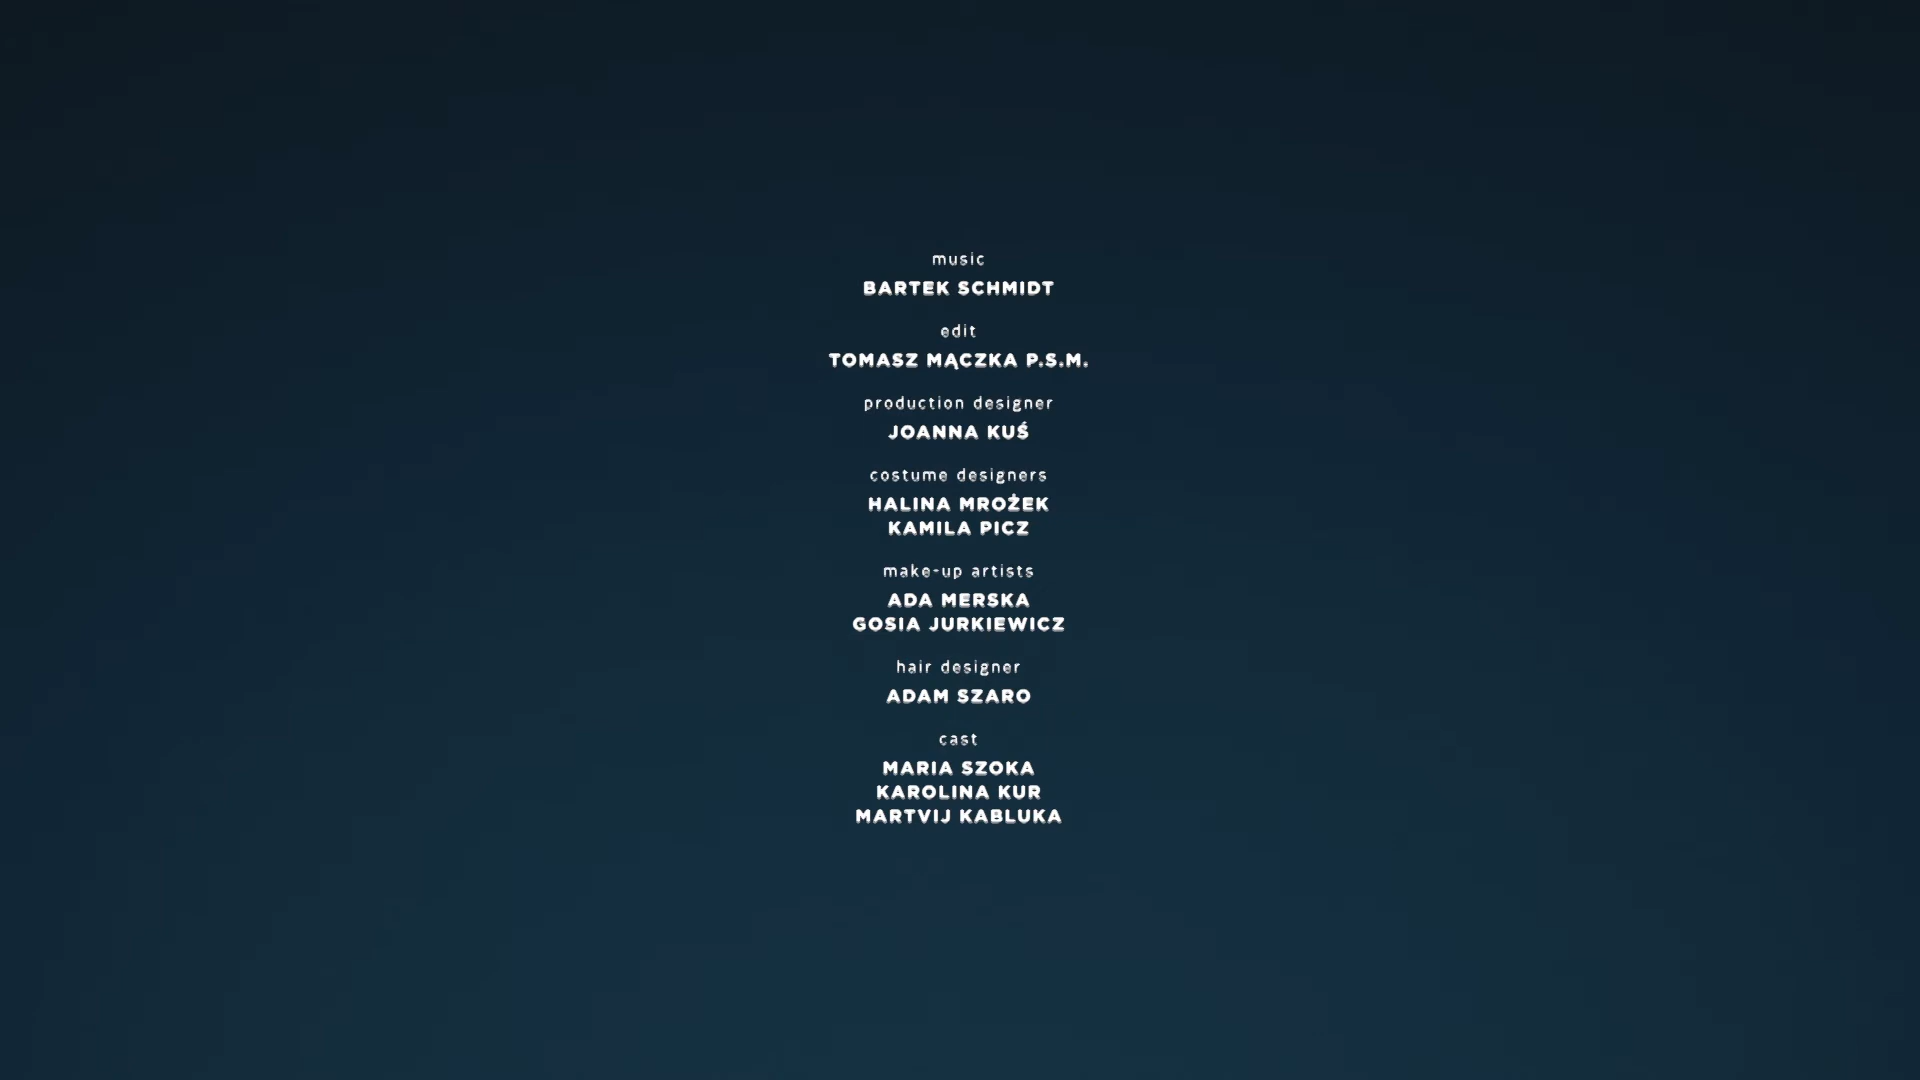 music
BARTEK SCHMIDT
edit
TOMASZ MĄCZKA P.S.M.
production designer
JOANNA KUŚ
costume designers
HALINA MROŻEK
KAMILA PICZ
make-up artists
ADA MERSKA
GOSIA JURKIEWICZ
hair designer
ADAM SZARO
cast
MARIA SZOKA
KAROLINA KUR
MARTVIJ KABLUKA